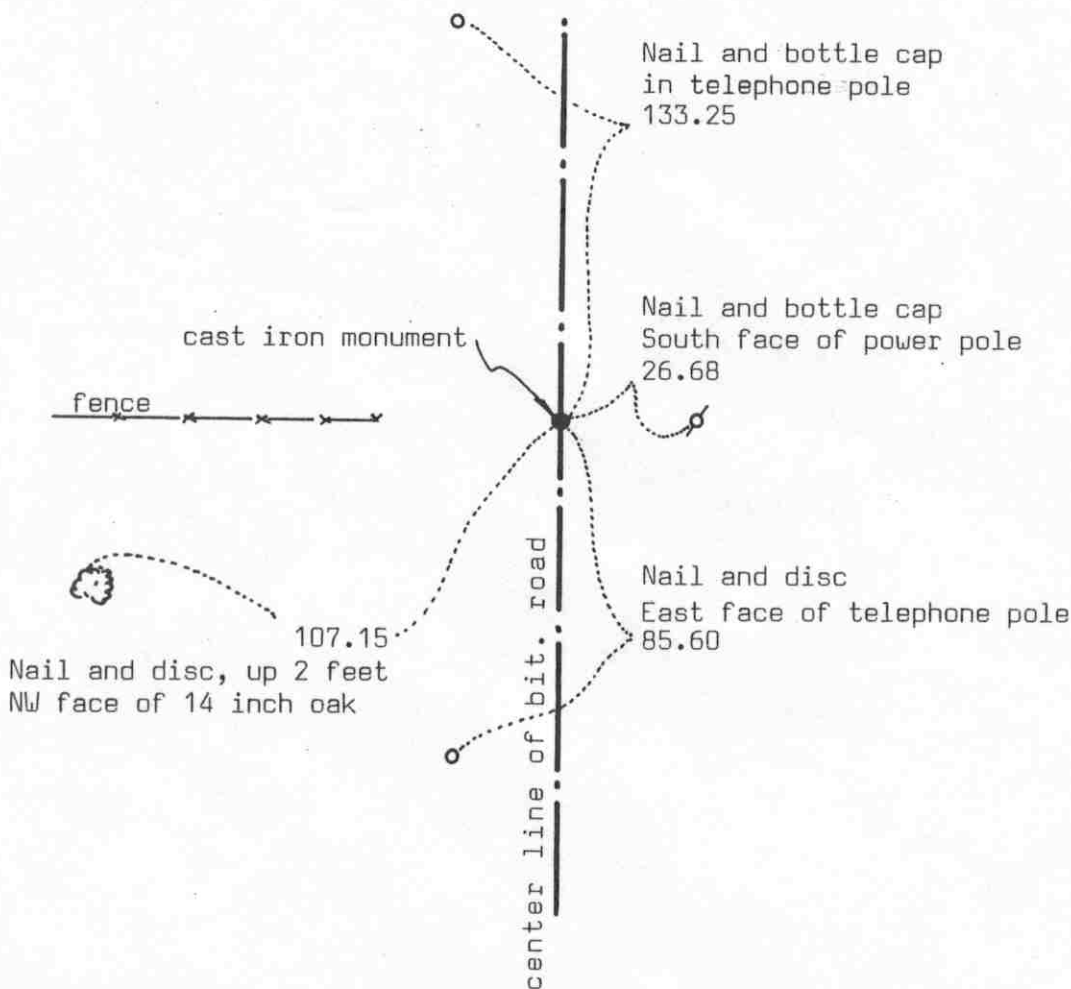 Nail and bottle cap
in telephone pole
133.25
Nail and bottle cap
South face of power pole
26.68
cast iron monument
fence
Nail and disc
East face of telephone pole
85.60
107.15
Nail and disc, up 2 feet
NW face of 14 inch oak
center line of bit. road